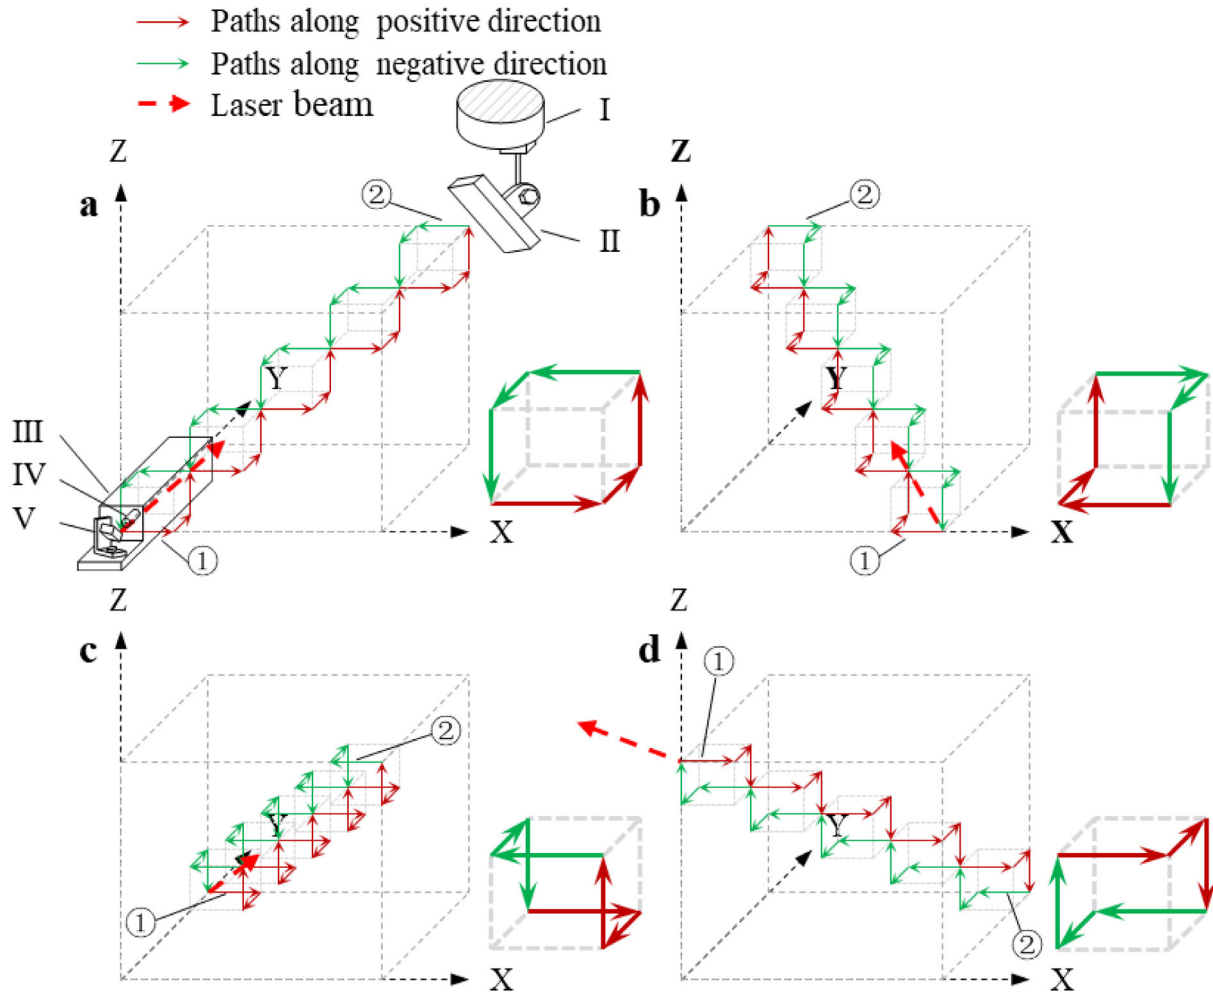 Paths along positive direction
Paths along negative direction
Laser beam
I
Z
Z
a
②
b
②
II
Y
Y
III
IV
V
X
X
①
①
Z
Z
c
d
①
②
Y
Y
①
②
X
X